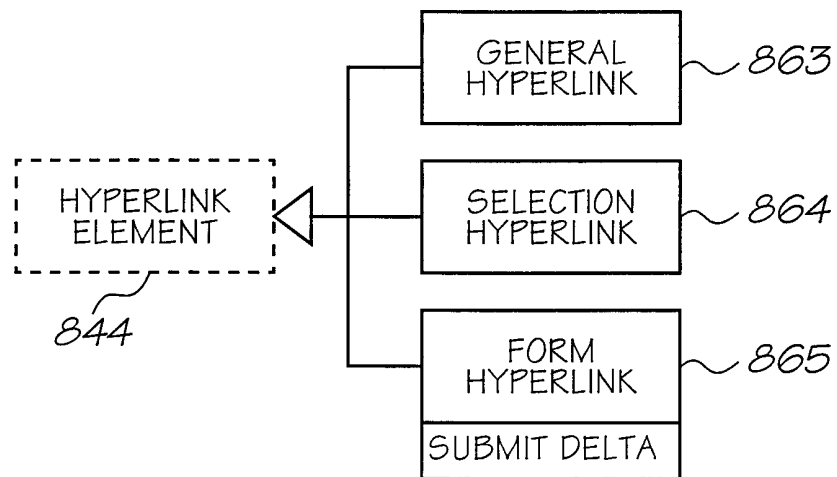 GENERAL
HYPERLINK
863
HYPERLINK
ELEMENT
844
SELECTION
HYPERLINK
864
FORM
HYPERLINK
865
SUBMIT DELTA